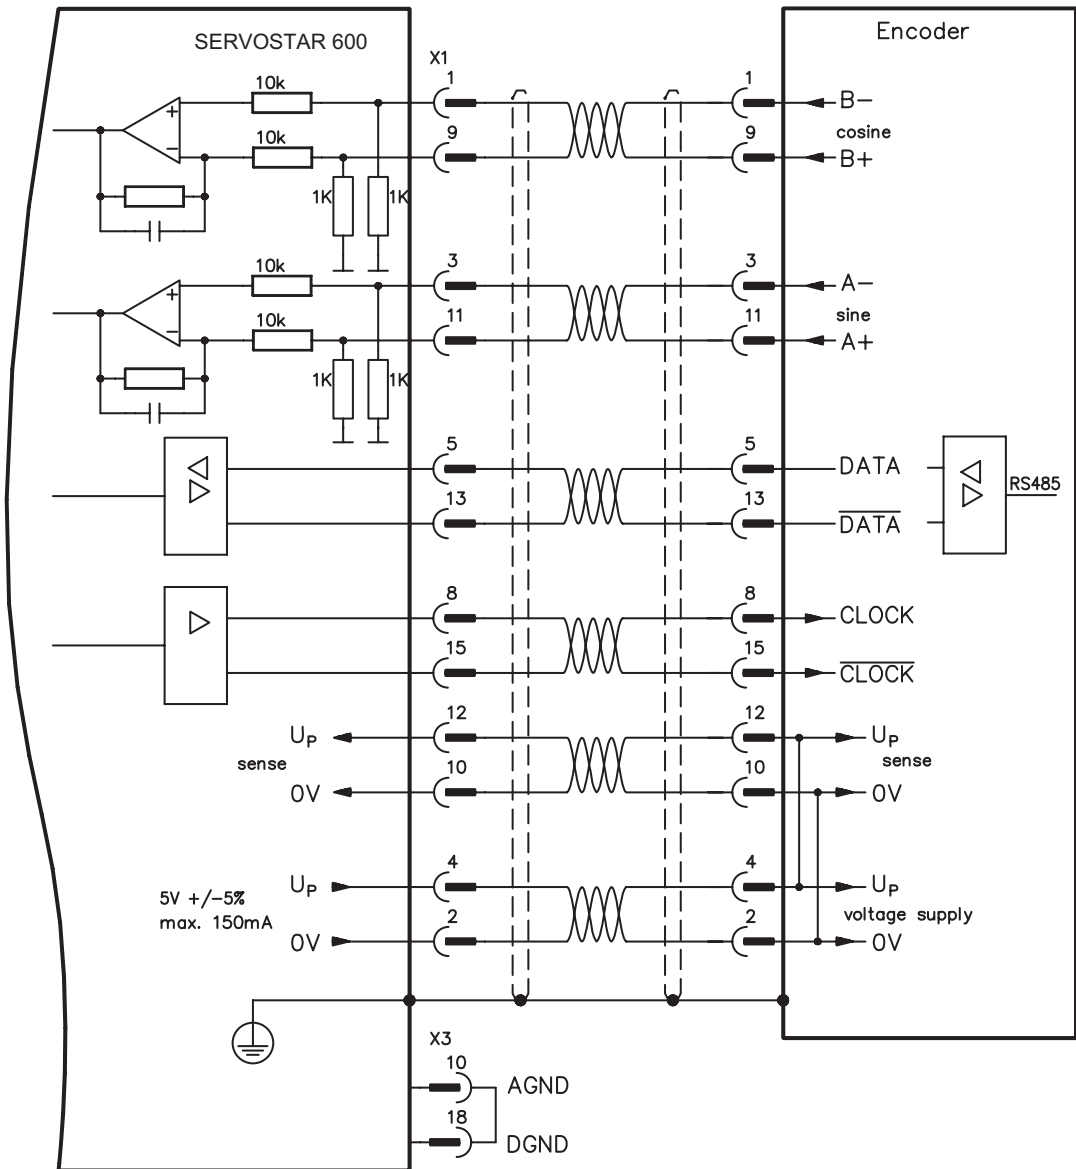 SERVOSTAR 600
Encoder
X1
10k
1
1
B-
cosine
10k
9
9
B+
1K
1K
10k
3
3
A-
sine
10k
11
11
A+
1K
1K
5
5
DATA
RS485
13
13
DATA
8
8
CLOCK
15
15
CLOCK
UP
12
12
UP
sense
sense
0V
10
10
0V
5V +/-5%
max. 150mA
UP
4
4
UP
voltage supply
0V
2
2
0V
X3
10
AGND
18
DGND